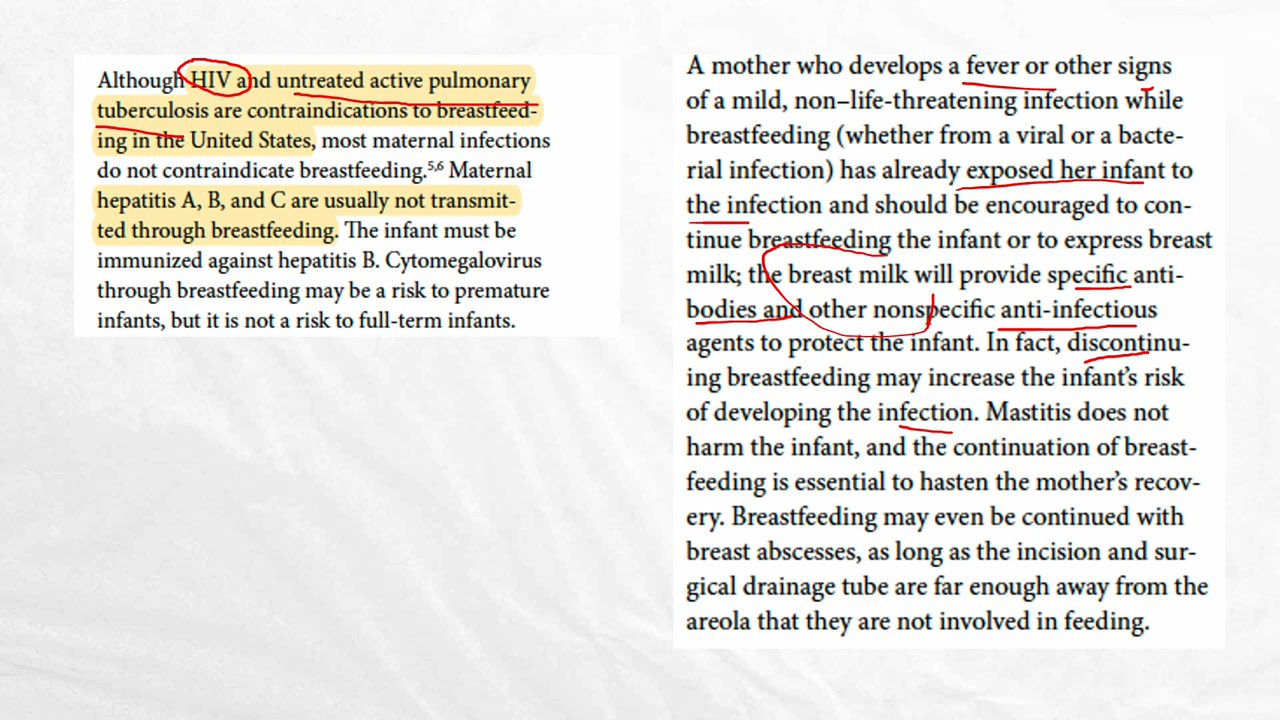 Although HIV and untreated active pulmonary
tuberculosis are contraindications to breastfeed-
ing in the United States, most maternal infections
do not contraindicate breastfeeding.5,6 Maternal
hepatitis A, B, and C are usually not transmit-
ted through breastfeeding. The infant must be
immunized against hepatitis B. Cytomegalovirus
through breastfeeding may be a risk to premature
infants, but it is not a risk to full-term infants.
A mother who develops a fever or other signs
of a mild, non–life-threatening infection while
breastfeeding (whether from a viral or a bacte-
rial infection) has already exposed her infant to
the infection and should be encouraged to con-
tinue breastfeeding the infant or to express breast
milk; the breast milk will provide specific anti-
bodies and other nonspecific anti-infectious
agents to protect the infant. In fact, discontinu-
ing breastfeeding may increase the infant’s risk
of developing the infection. Mastitis does not
harm the infant, and the continuation of breast-
feeding is essential to hasten the mother’s recov-
ery. Breastfeeding may even be continued with
breast abscesses, as long as the incision and sur-
gical drainage tube are far enough away from the
areola that they are not involved in feeding.